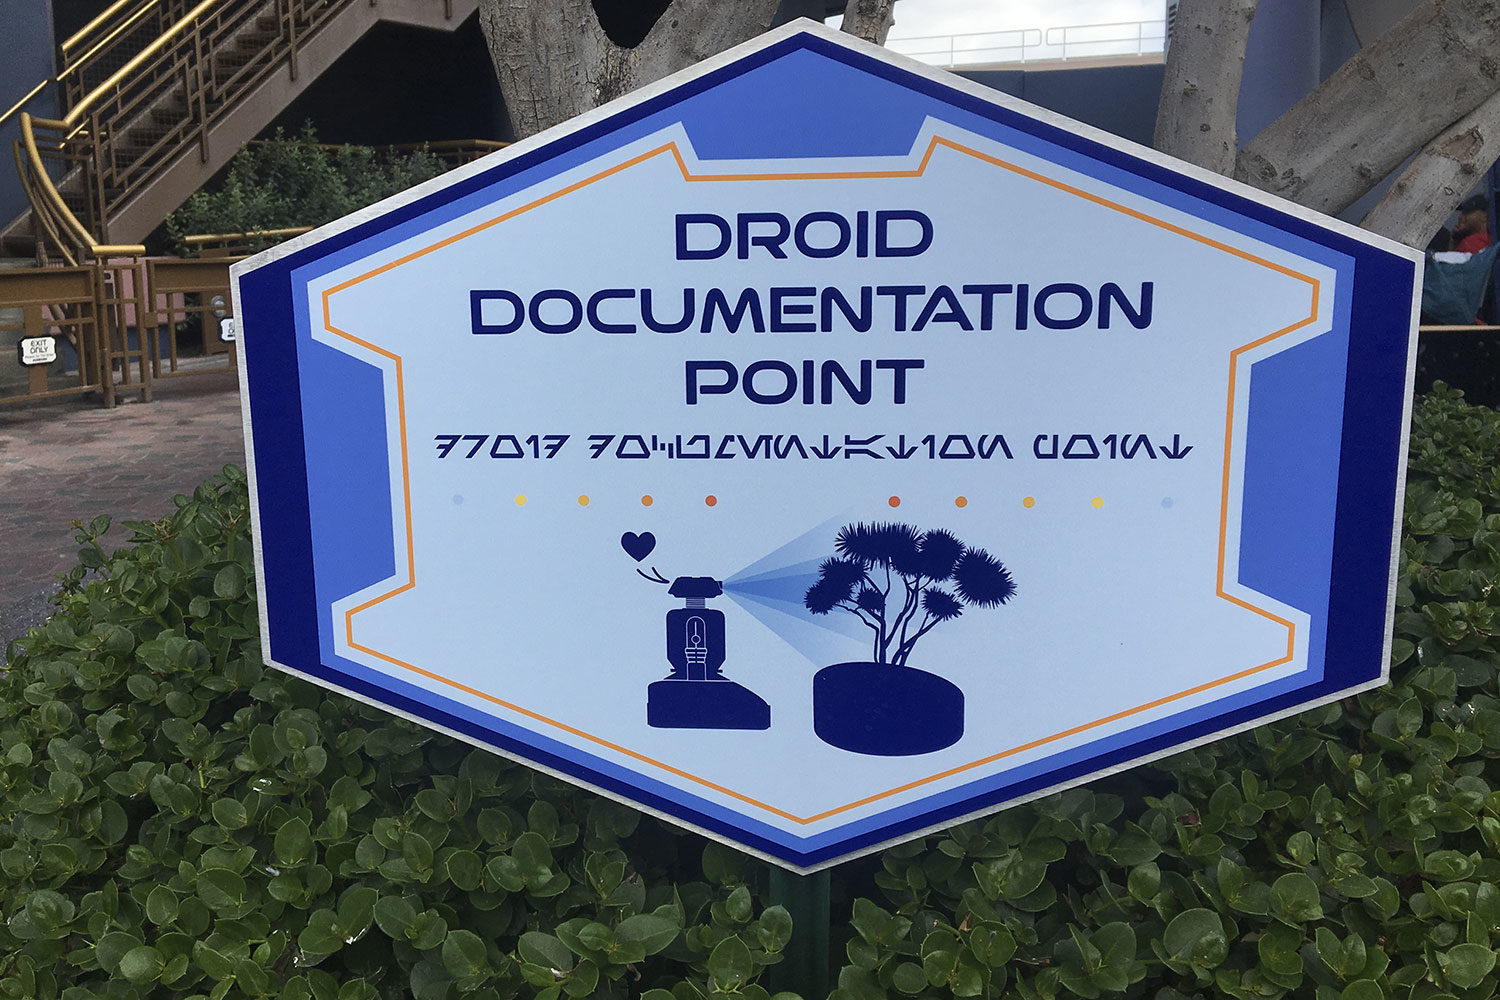 DROID
DOCUMENTATION
POINT
EXIT
ONLY